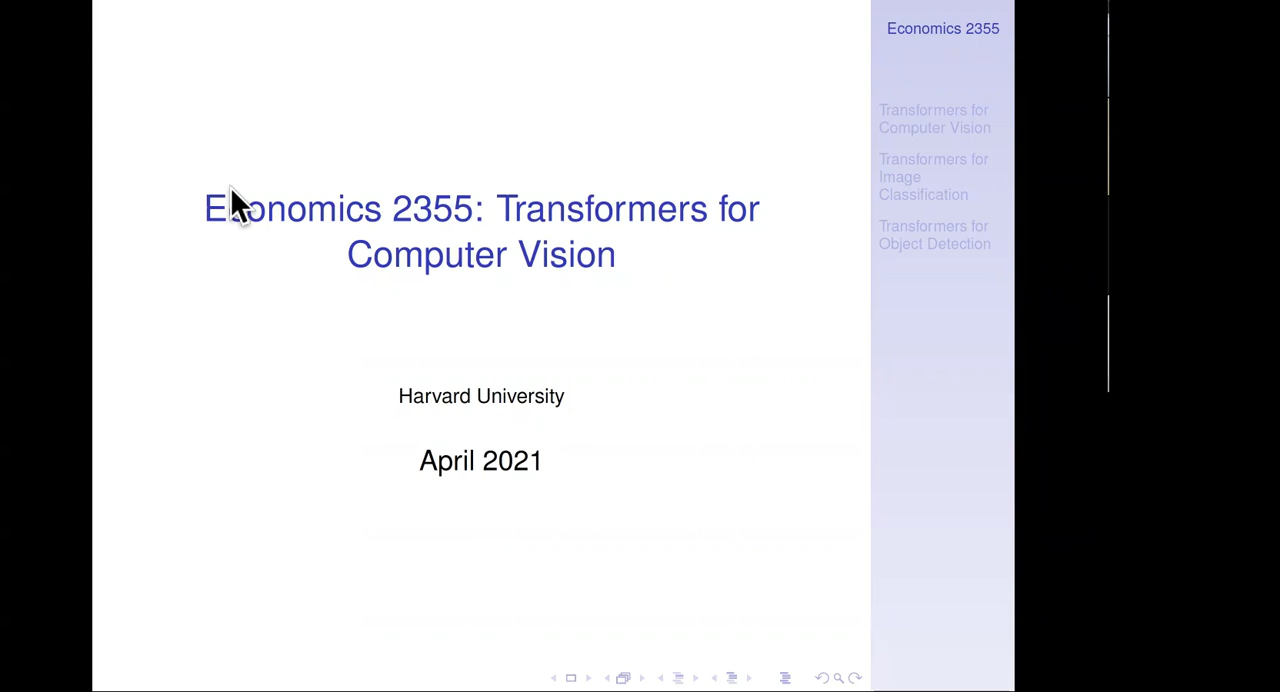 Economics 2355: Transformers for
Computer Vision
Harvard University
April 2021
Economics 2355
Transformers for
Computer Vision
Transformers for
Image
Classification
Transformers for
Object Detection